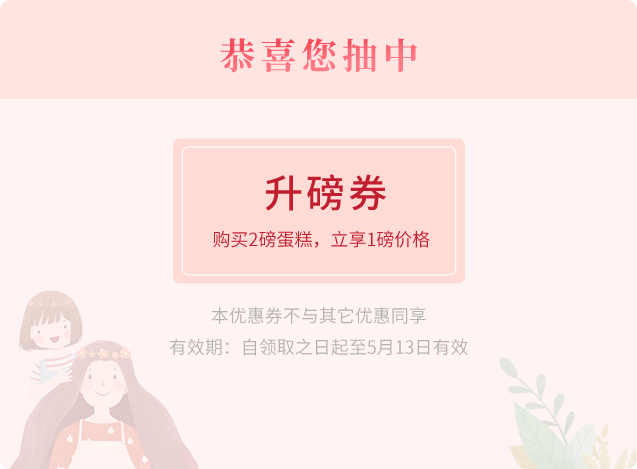 恭喜您抽中
升磅券
购买2磅蛋糕，立享1磅价格
本优惠券不与其它优惠同享
有效期：自领取之日起至5月13日有效